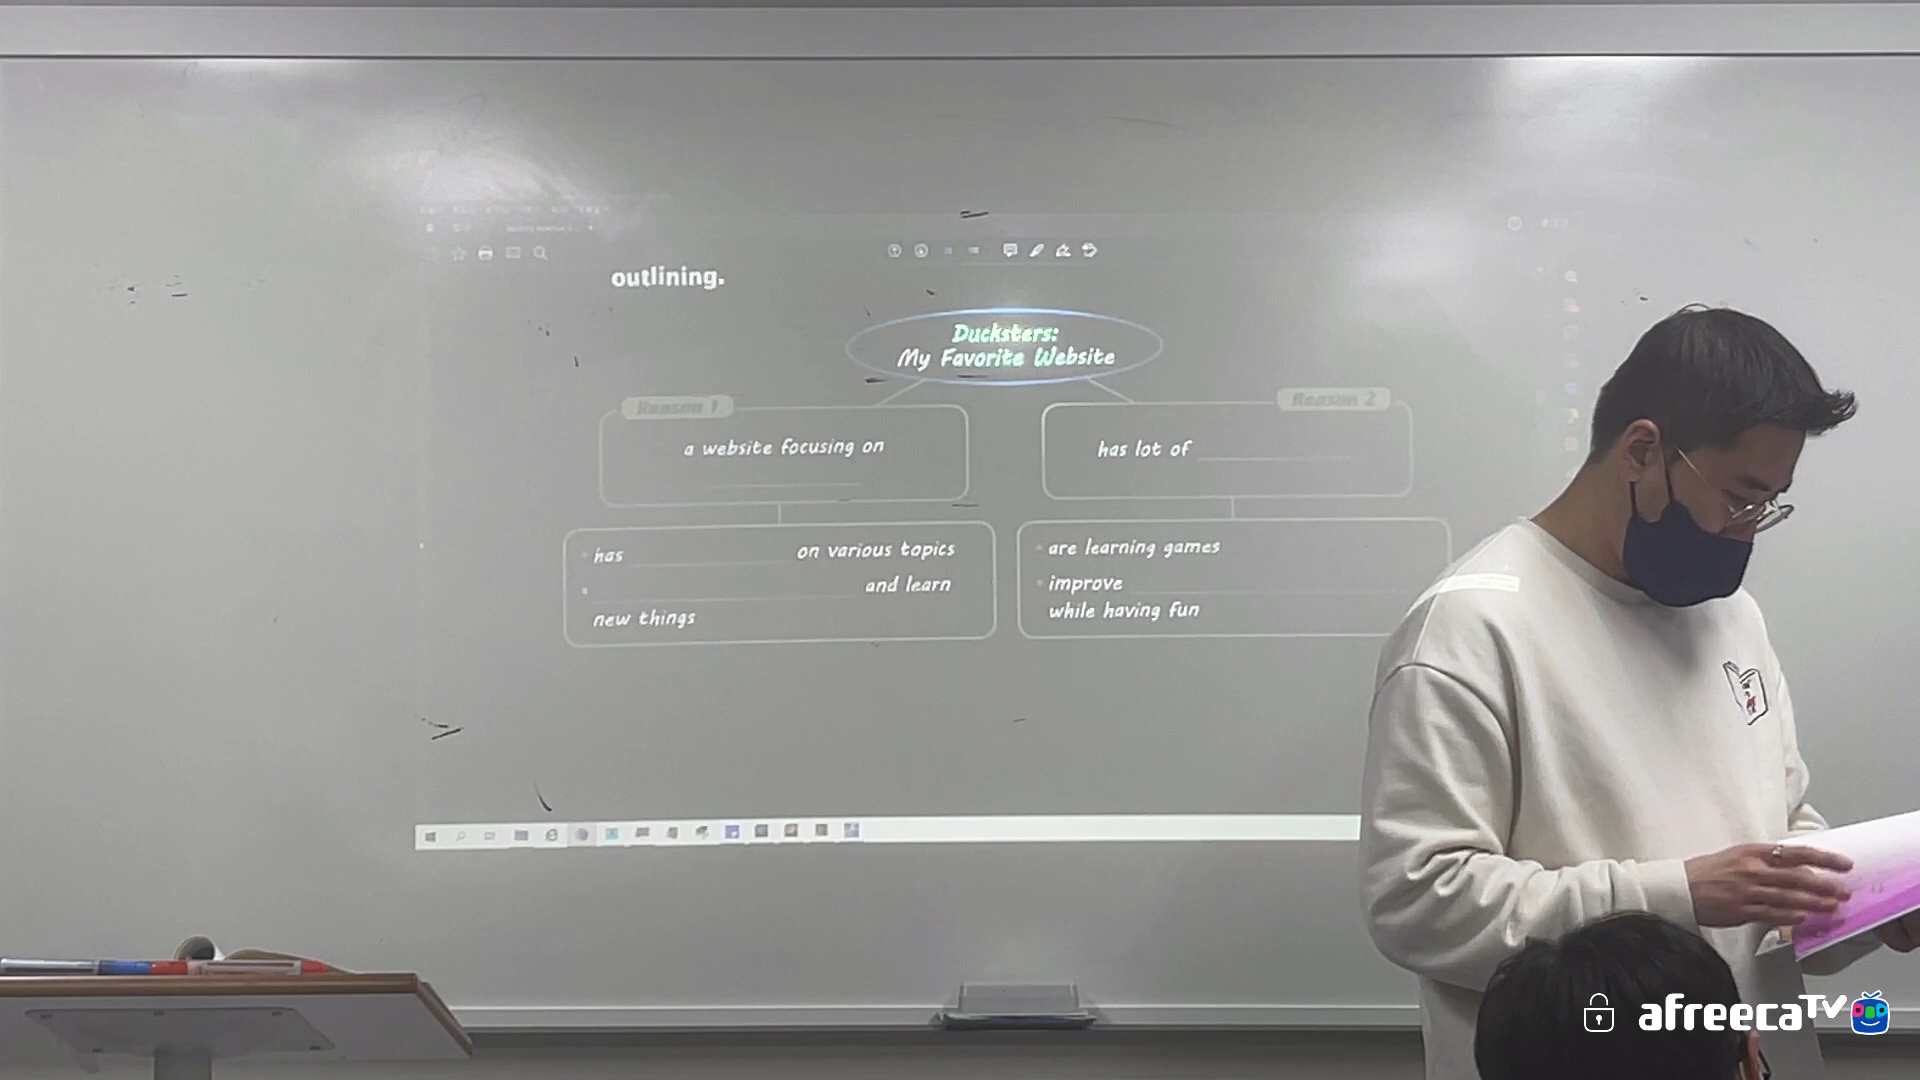 outlining.
Ducksters:
My Favorite Website
Reason 1
a website focusing on
has on various topics
and learn
new things
Reason 2
has lot of
are learning games
improve
while having fun
afreecaTV